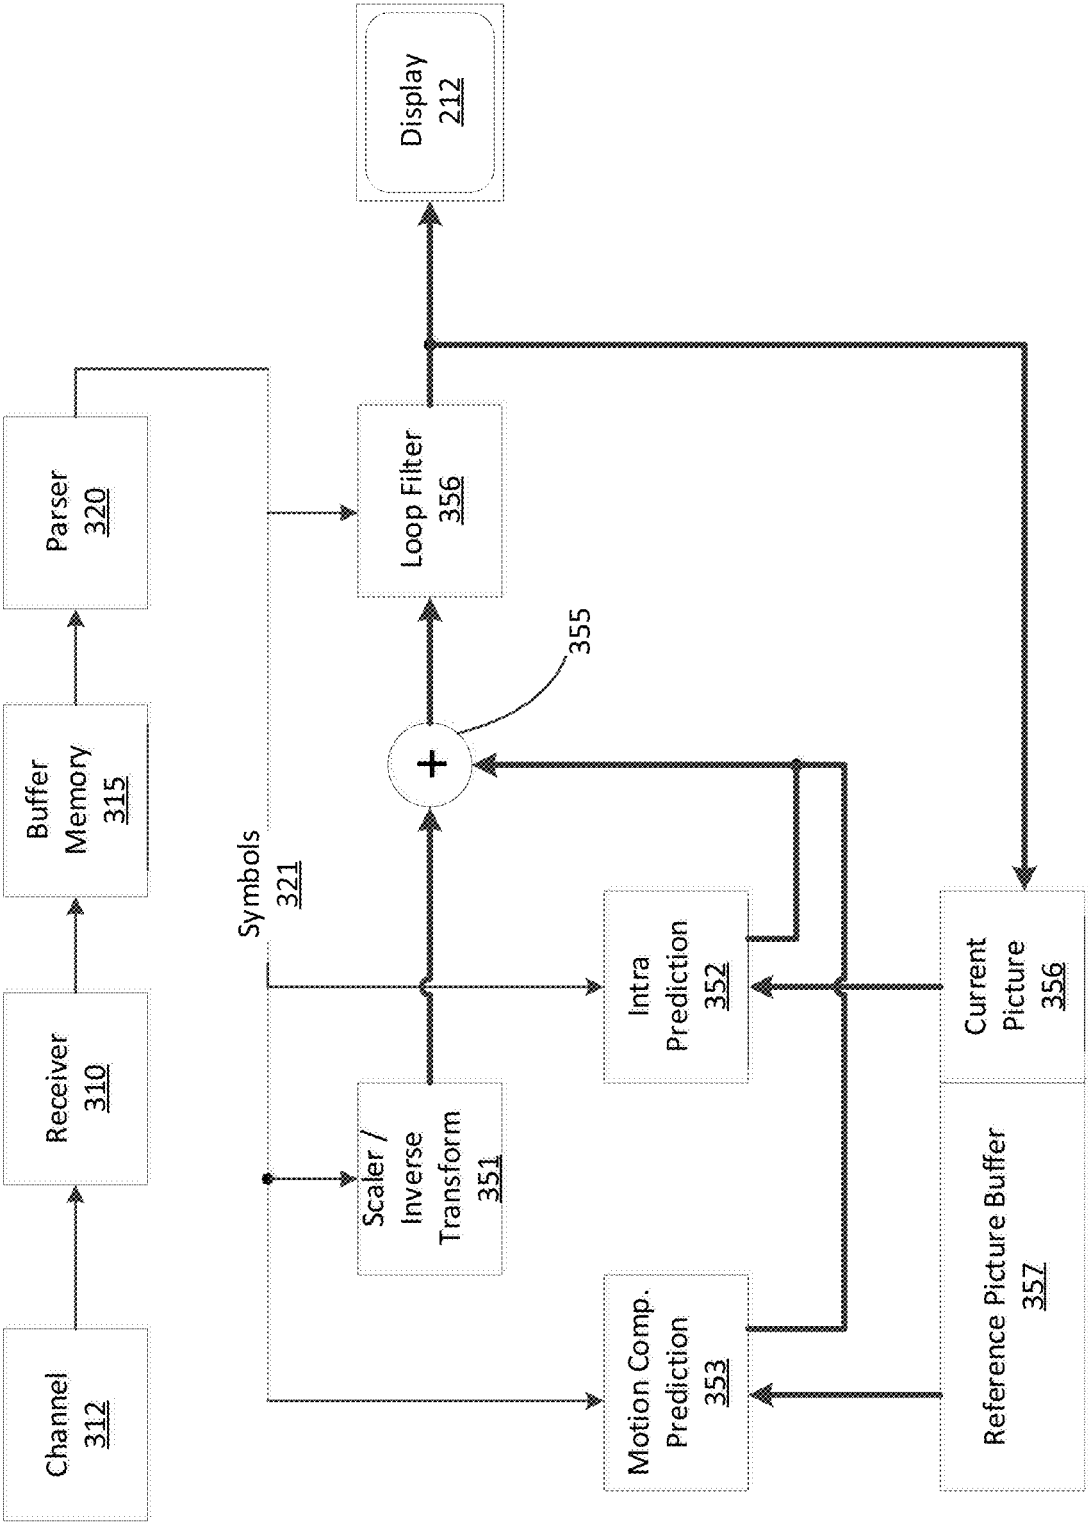 Channel
312
Receiver
310
Buffer
Memory
315
Parser
320
Symbols
321
Scaler /
Inverse
Transform
351
+
355
Loop Filter
356
Display
212
Motion Comp.
Prediction
353
Intra
Prediction
352
Reference Picture Buffer
357
Current
Picture
356